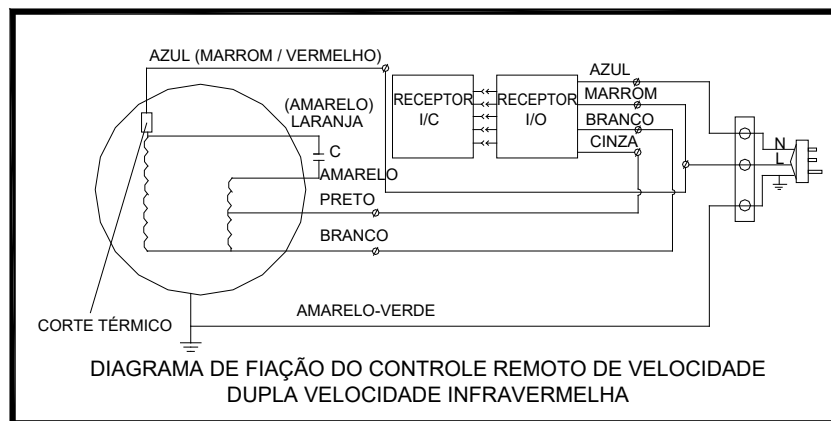 AZUL (MARROM / VERMELHO)
(AMARELO)
LARANJA
C
AMARELO
PRETO
BRANCO
RECEPTOR
I/C
RECEPTOR
I/O
AZUL
MARROM
BRANCO
CINZA
N
L
AMARELO-VERDE
CORTE TÉRMICO
DIAGRAMA DE FIAÇÃO DO CONTROLE REMOTO DE VELOCIDADE
DUPLA VELOCIDADE INFRAVERMELHA